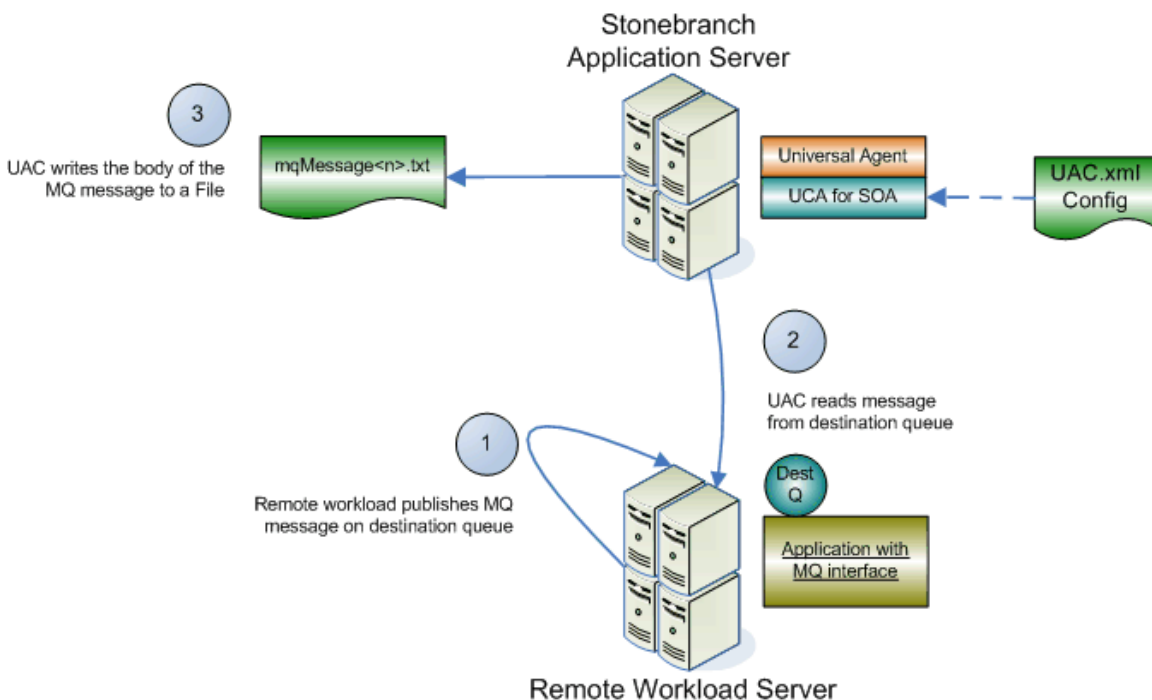 Stonebranch
Application Server
3
UAC writes the body of the
MQ message to a File
mqMessage<n>.txt
Universal Agent
UCA for SOA
UAC.xml
Config
2
UAC reads message
from destination queue
1
Remote workload publishes MQ
message on destination queue
Dest
Q
Application with
MQ interface
Remote Workload Server